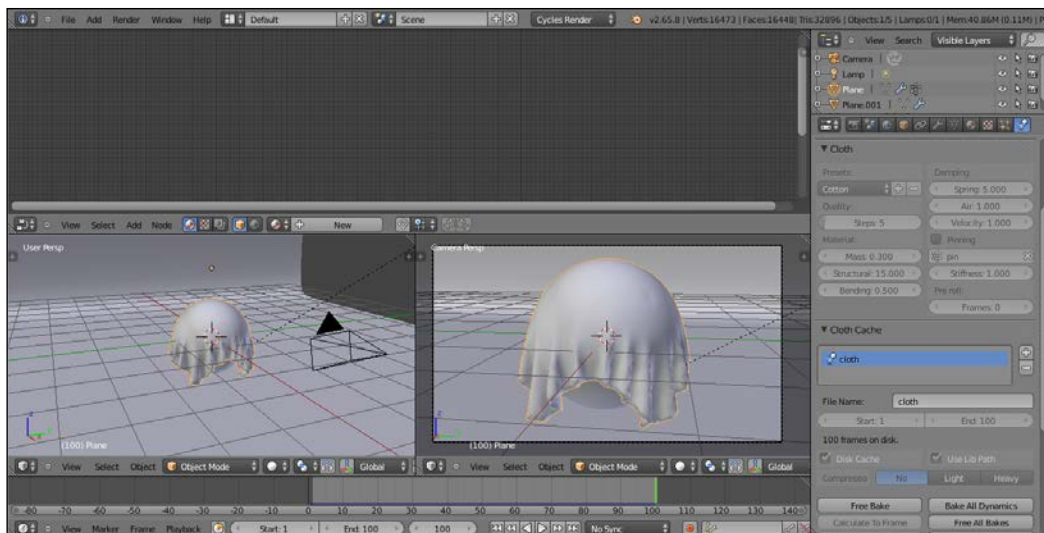 File Add Render Window Help Default Scene Cycles Render v2.65.8 | Verts:16473 | Faces:16448| Tris:32896 | Objects:1/5 | Lamps:0/1 | Mem:40.86M (0.11M) | P
View Search Visible Layers
Camera
Lamp
Plane
Plane.001
Cloth
Presets: Damping
Cotton Spring: 5.000
Quality: Air: 1.000
Steps: 5 Velocity: 1.000
Material: Pinning
Mass: 0.300 pin
Structural: 15.000 Stiffness: 1.000
Bending: 0.500 Pre roll:
Frames: 0
View Select Add Node New
User Persp Camera Persp
Cloth Cache
cloth
File Name: cloth
Start: 1 End: 100
100 frames on disk.
Disk Cache Use Lib Path
Compressio No Light Heavy
Free Bake Bake All Dynamics
Calculate To Frame Free All Bakes
(100) Plane (100) Plane
View Select Object Object Mode Global View Select Object Object Mode Global
-80 -70 -60 -50 -40 -30 -20 -10 0 10 20 30 40 50 60 70 80 90 100 110 120 130 140
View Marker Frame Playback Start: 1 End: 100 100 No Sync